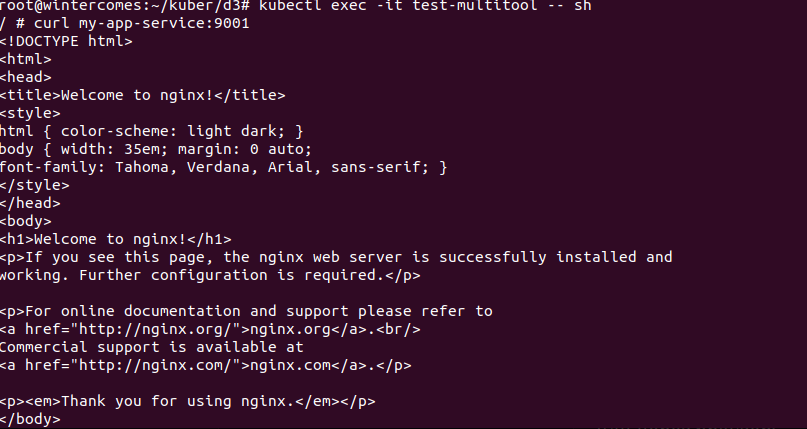 root@wintercomes:~/kuber/d3# kubectl exec -it test-multitool -- sh
/ # curl my-app-service:9001
<!DOCTYPE html>
<html>
<head>
<title>Welcome to nginx!</title>
<style>
html { color-scheme: light dark; }
body { width: 35em; margin: 0 auto;
font-family: Tahoma, Verdana, Arial, sans-serif; }
</style>
</head>
<body>
<h1>Welcome to nginx!</h1>
<p>If you see this page, the nginx web server is successfully installed and
working. Further configuration is required.</p>

<p>For online documentation and support please refer to
<a href="http://nginx.org/">nginx.org</a>.<br/>
Commercial support is available at
<a href="http://nginx.com/">nginx.com</a>.</p>

<p><em>Thank you for using nginx.</em></p>
</body>